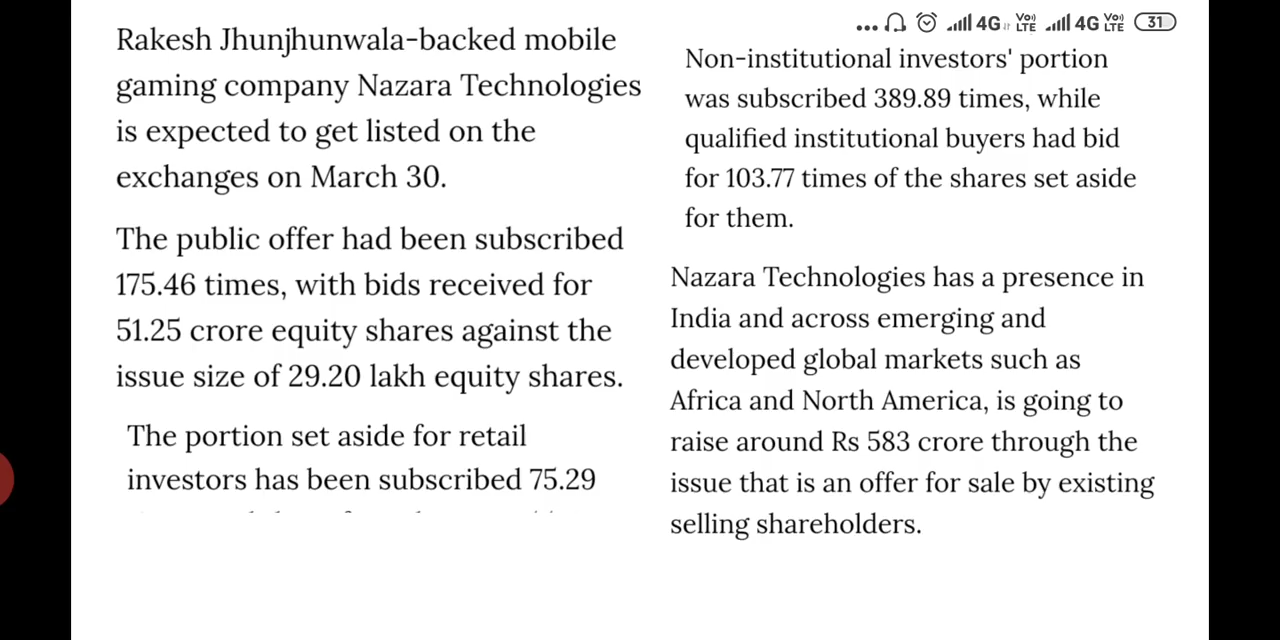 Rakesh Jhunjhunwala-backed mobile
gaming company Nazara Technologies
is expected to get listed on the
exchanges on March 30.
The public offer had been subscribed
175.46 times, with bids received for
51.25 crore equity shares against the
issue size of 29.20 lakh equity shares.
The portion set aside for retail
investors has been subscribed 75.29
... 4G VoLTE 4G VoLTE 31
Non-institutional investors' portion
was subscribed 389.89 times, while
qualified institutional buyers had bid
for 103.77 times of the shares set aside
for them.
Nazara Technologies has a presence in
India and across emerging and
developed global markets such as
Africa and North America, is going to
raise around Rs 583 crore through the
issue that is an offer for sale by existing
selling shareholders.